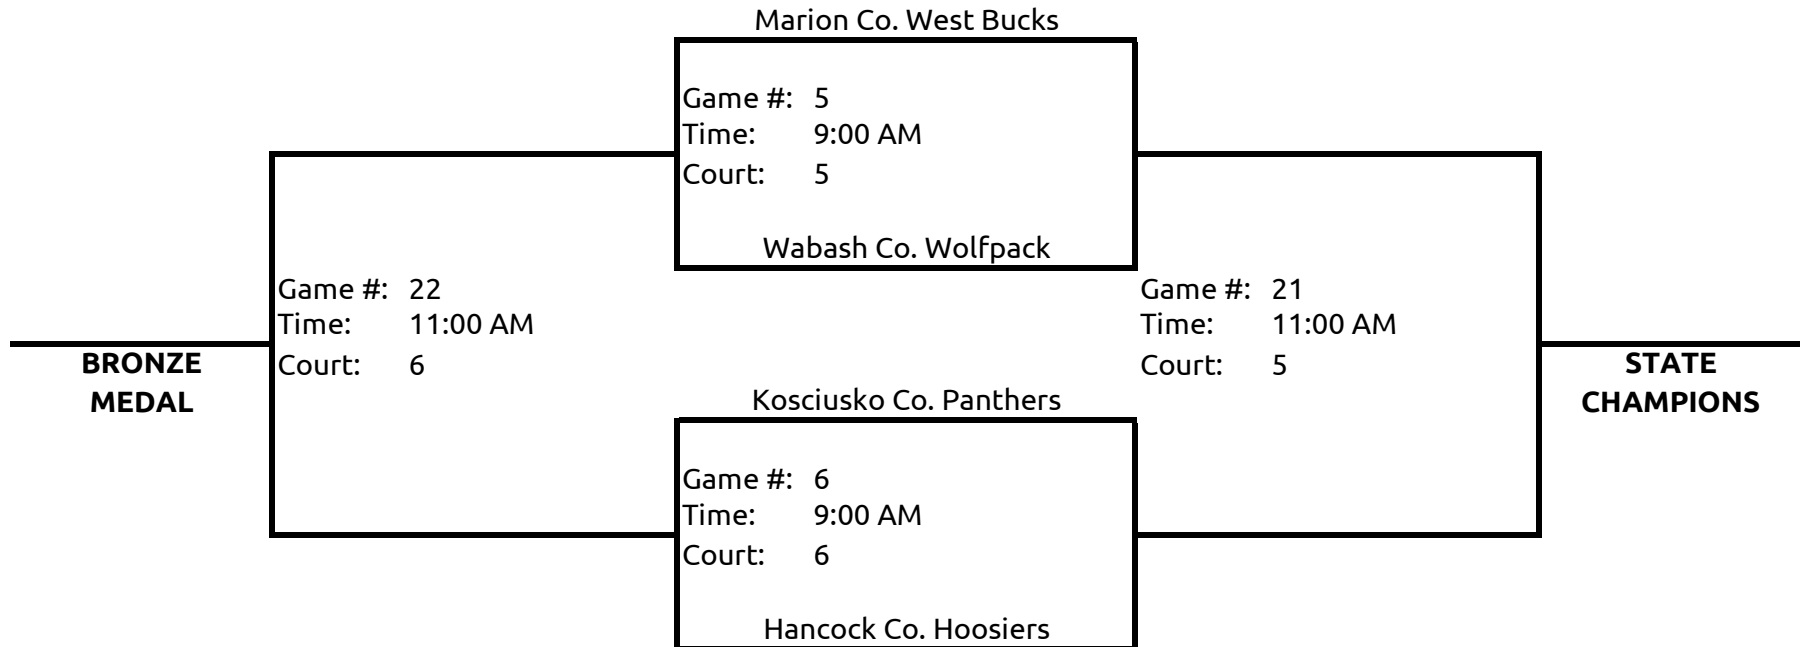 Marion Co. West Bucks
Game #: 5
Time: 9:00 AM
Court: 5
Wabash Co. Wolfpack
Game #: 22
Time: 11:00 AM
Court: 6
BRONZE
MEDAL
Game #: 21
Time: 11:00 AM
Court: 5
STATE
CHAMPIONS
Kosciusko Co. Panthers
Game #: 6
Time: 9:00 AM
Court: 6
Hancock Co. Hoosiers